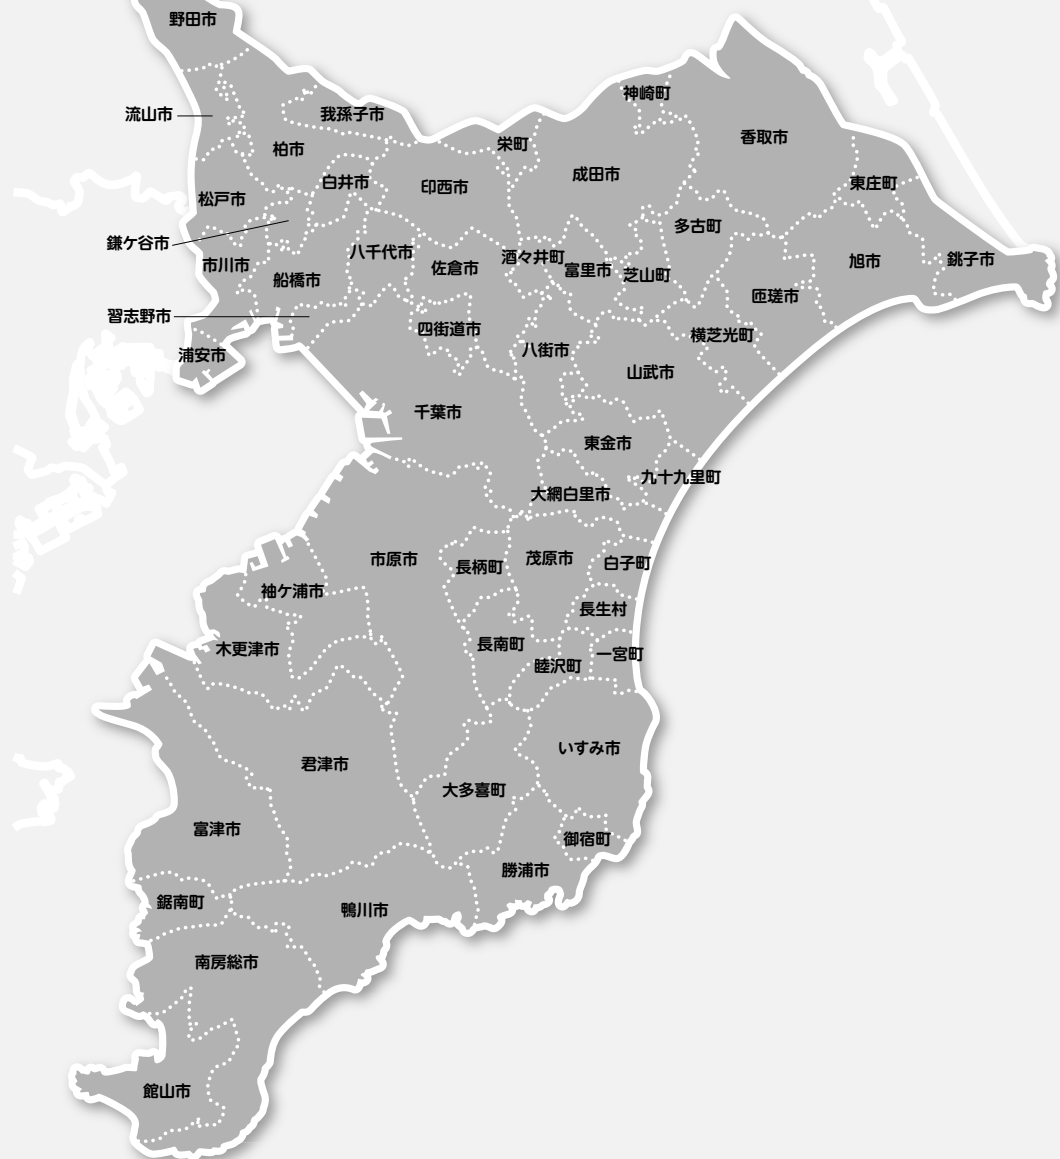 野田市
神崎町
流山市
我孫子市
香取市
栄町
柏市
成田市
白井市
東庄町
印西市
松戸市
多古町
鎌ケ谷市
八千代市
酒々井町
銚子市
旭市
市川市
佐倉市
富里市
芝山町
船橋市
匝瑳市
習志野市
四街道市
横芝光町
八街市
浦安市
山武市
千葉市
東金市
九十九里町
大網白里市
市原市
茂原市
白子町
長柄町
袖ケ浦市
長生村
長南町
木更津市
一宮町
睦沢町
いすみ市
君津市
大多喜町
富津市
御宿町
勝浦市
鋸南町
鴨川市
南房総市
館山市